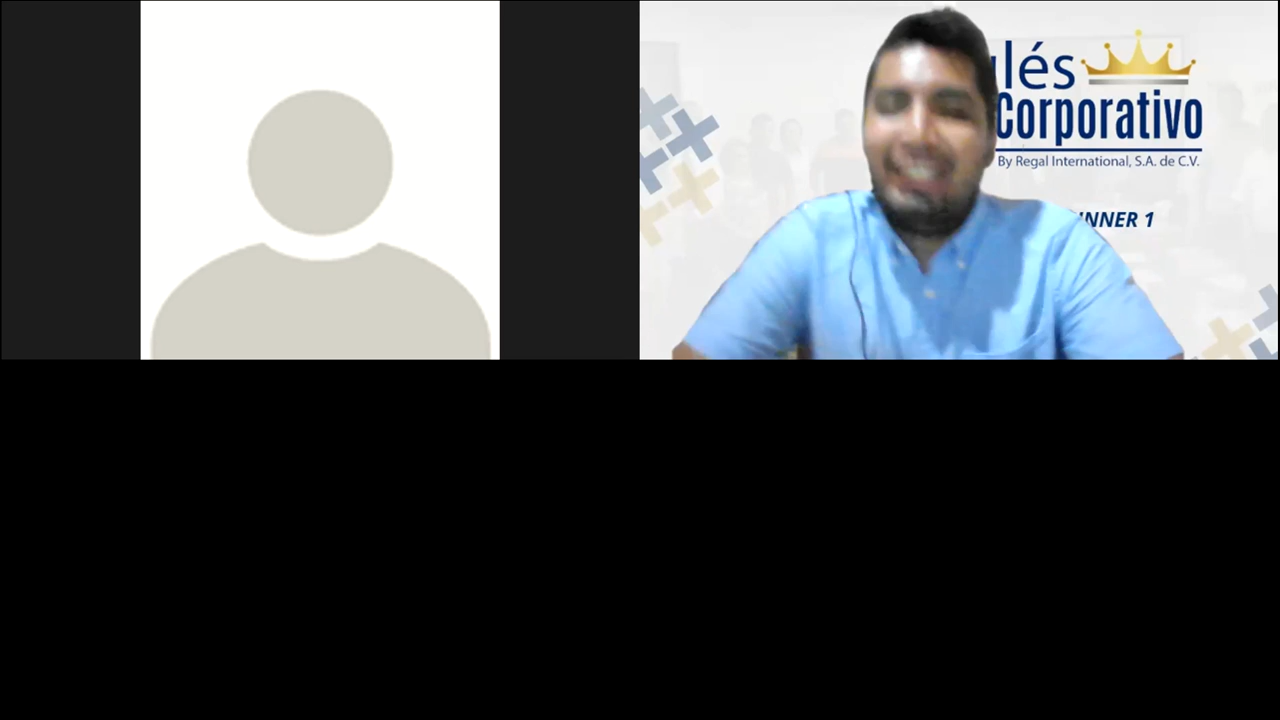 lés
Corporativo
By Regal International, S.A. de C.V.
INNER 1